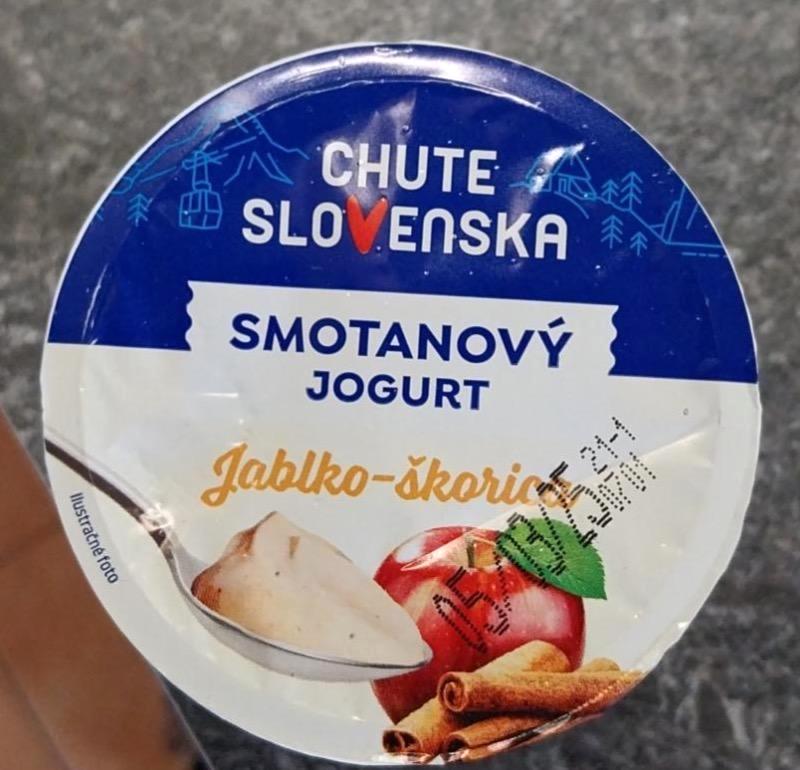 CHUTE
SLOVENSKA
SMOTANOVÝ
JOGURT
Jablko-škorica
Ilustračné foto